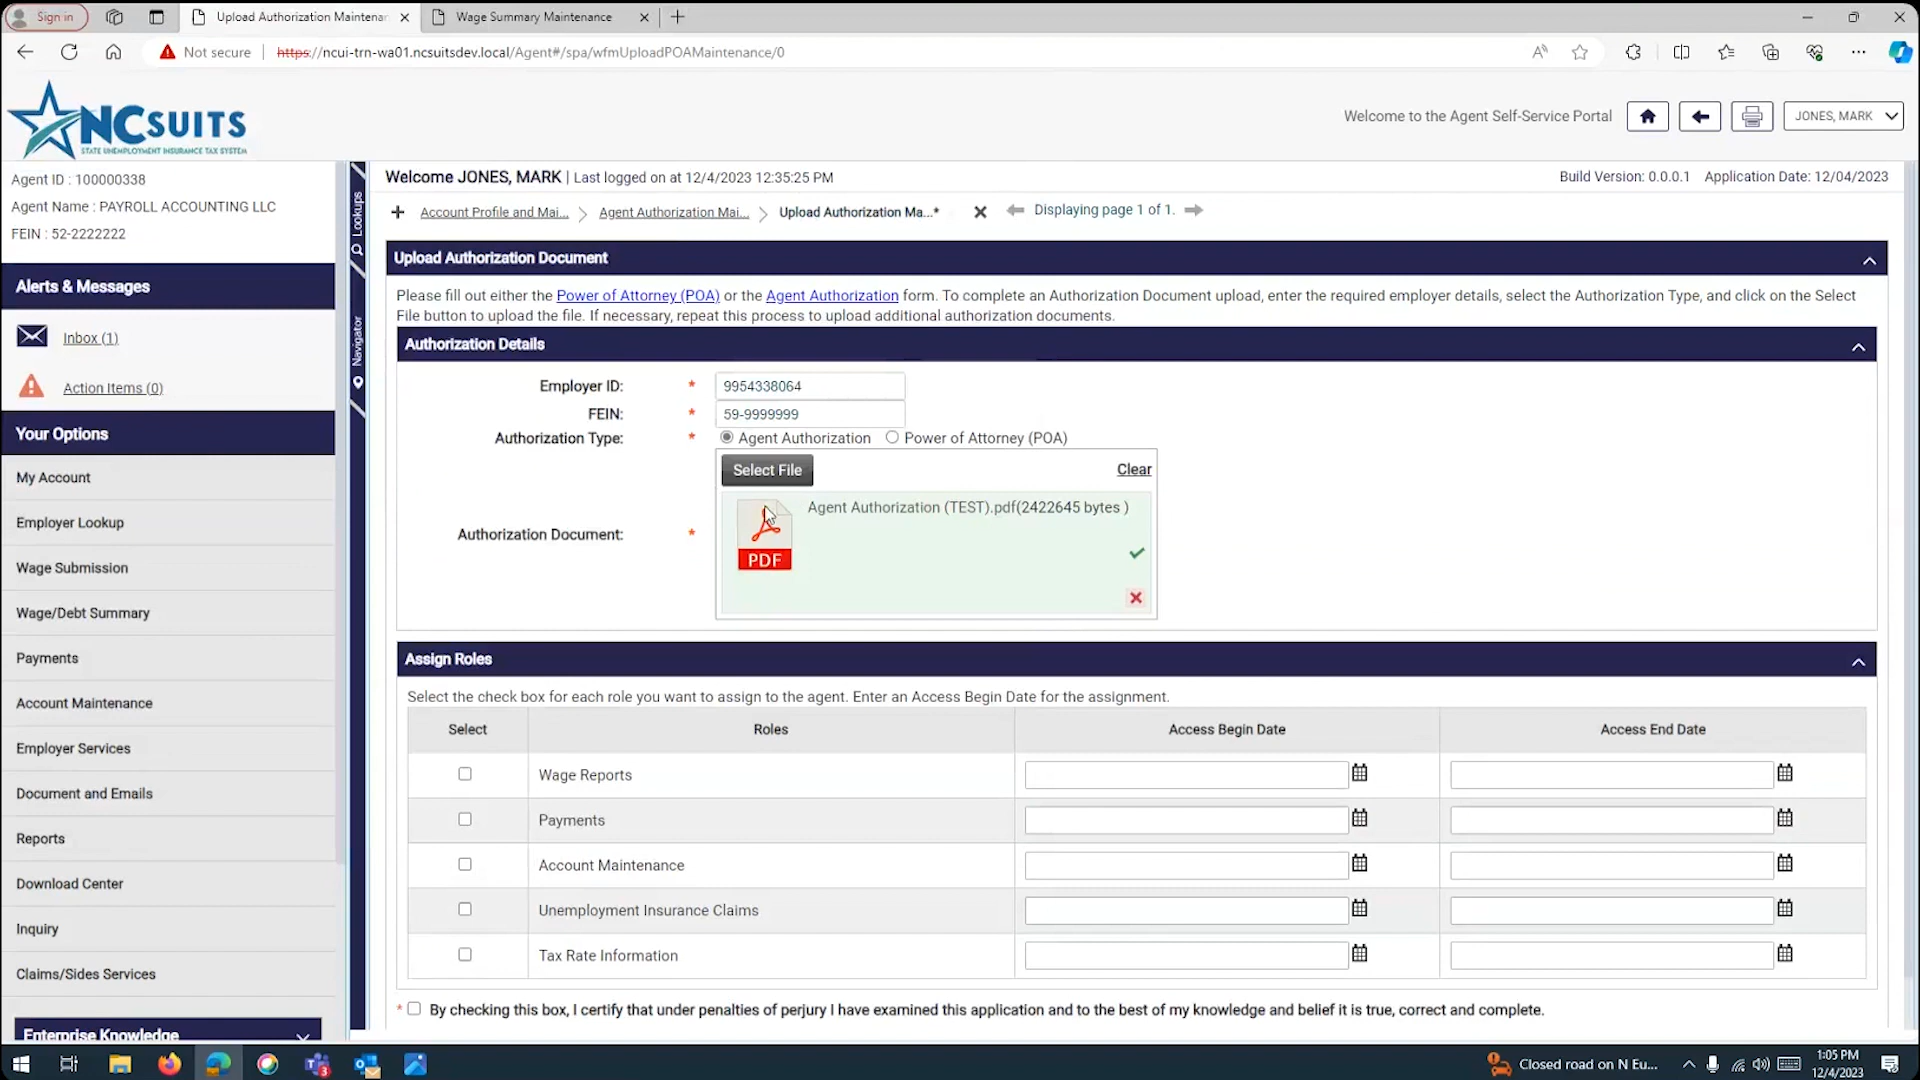 Sign in
Upload Authorization Maintenan
Wage Summary Maintenance
Not secure
https://ncui-trn-wa01.ncsuitsdev.local/Agent#/spa/wfmUploadPOAMaintenance/0
NCSUITS
STATE UNEMPLOYMENT INSURANCE TAX SYSTEM
Welcome to the Agent Self-Service Portal
JONES, MARK
Agent ID : 100000338
Agent Name : PAYROLL ACCOUNTING LLC
FEIN : 52-2222222
Alerts & Messages
Inbox (1)
Action Items (0)
Your Options
My Account
Employer Lookup
Wage Submission
Wage/Debt Summary
Payments
Account Maintenance
Employer Services
Document and Emails
Reports
Download Center
Inquiry
Claims/Sides Services
Enterprise Knowledge
Lookups
Navigator
Welcome JONES, MARK | Last logged on at 12/4/2023 12:35:25 PM
Build Version: 0.0.0.1 Application Date: 12/04/2023
Account Profile and Mai...
Agent Authorization Mai...
Upload Authorization Ma...*
Displaying page 1 of 1.
Upload Authorization Document
Please fill out either the Power of Attorney (POA) or the Agent Authorization form. To complete an Authorization Document upload, enter the required employer details, select the Authorization Type, and click on the Select
File button to upload the file. If necessary, repeat this process to upload additional authorization documents.
Authorization Details
Employer ID: * 9954338064
FEIN: * 59-9999999
Authorization Type: * Agent Authorization Power of Attorney (POA)
Select File Clear
Agent Authorization (TEST).pdf(2422645 bytes )
Authorization Document: *
PDF
Assign Roles
Select the check box for each role you want to assign to the agent. Enter an Access Begin Date for the assignment.
Select Roles Access Begin Date Access End Date
Wage Reports
Payments
Account Maintenance
Unemployment Insurance Claims
Tax Rate Information
* By checking this box, I certify that under penalties of perjury I have examined this application and to the best of my knowledge and belief it is true, correct and complete.
Closed road on N Eu...
1:05 PM
12/4/2023